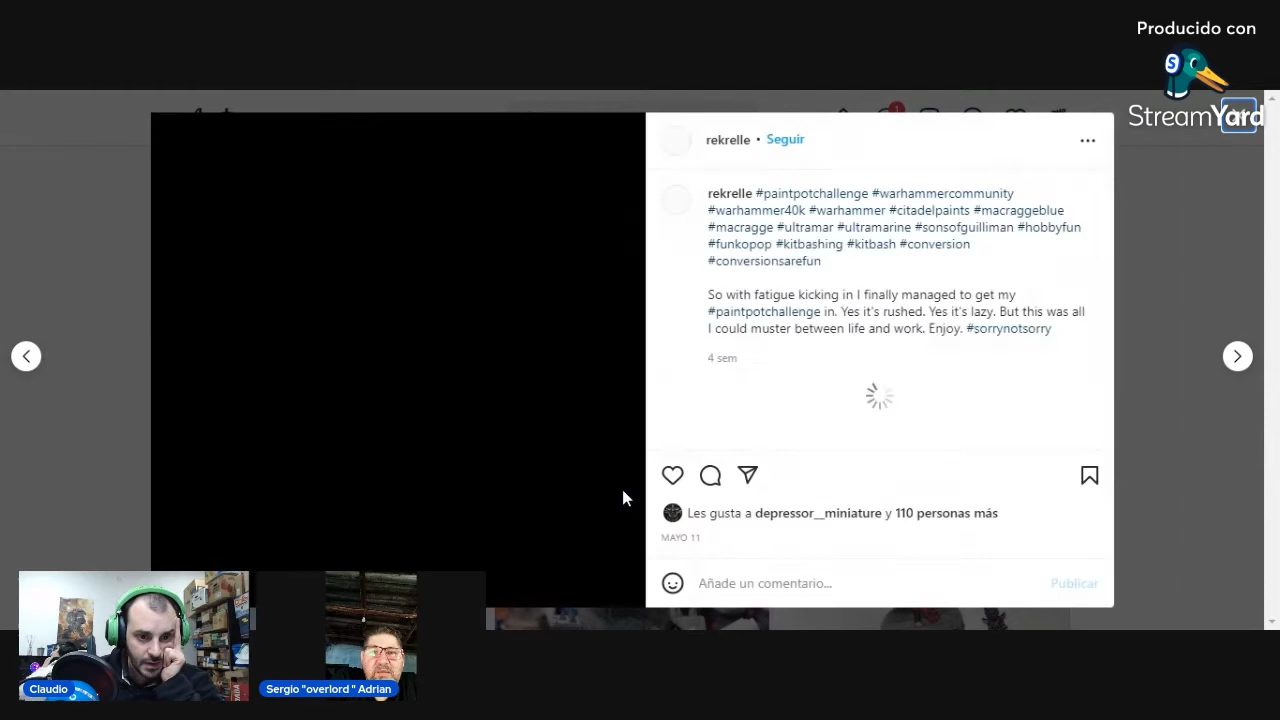 Producido con
StreamYard
1
rekrelle • Seguir
rekrelle #paintpotchallenge #warhammercommunity
#warhammer40k #warhammer #citadelpaints #macraggeblue
#macragge #ultramar #ultramarine #sonsofguilliman #hobbyfun
#funkopop #kitbashing #kitbash #conversion
#conversionsarefun
So with fatigue kicking in I finally managed to get my
#paintpotchallenge in. Yes it's rushed. Yes it's lazy. But this was all
I could muster between life and work. Enjoy. #sorrynotsorry
4 sem
Les gusta a depressor__miniature y 110 personas más
MAYO 11
Añade un comentario...
Publicar
Claudio
Sergio "overlord " Adrian